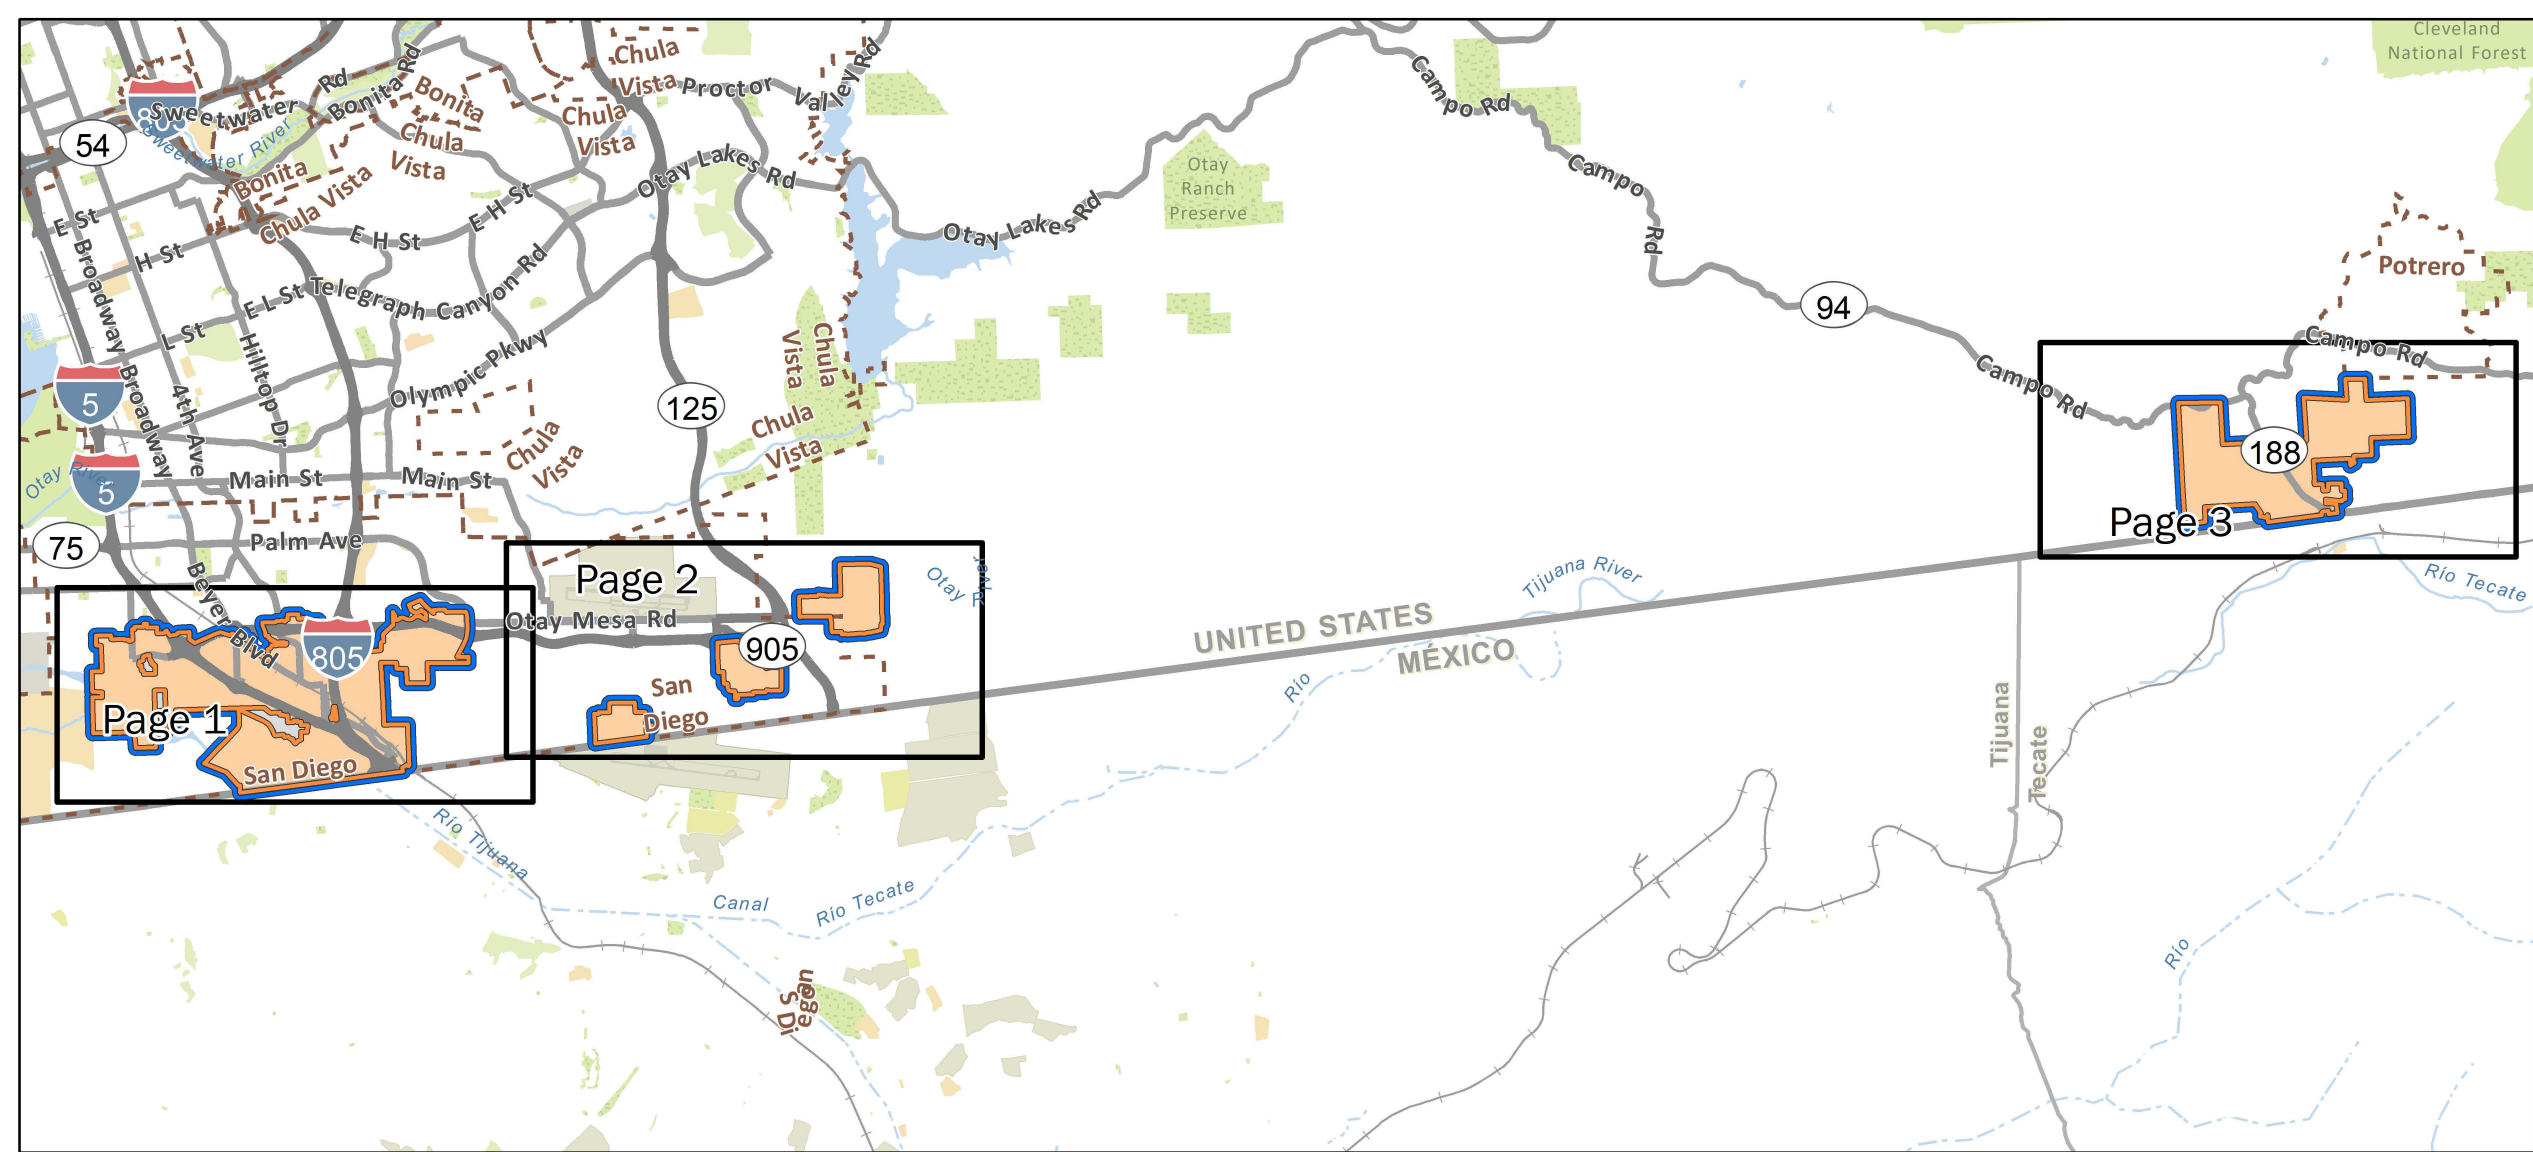 Cleveland
National Forest
Chula
Vista
Proctor
Valley Rd
Campo Rd
Sweetwater
Rd
Bonita Rd
Bonita
Chula
Vista
Chula
Vista
54
Sweetwater River
Bonita
Chula Vista
Otay Lakes Rd
Otay
Ranch
Preserve
Campo
Rd
E St
Broadway
H St
E H St
E H St
Otay Lakes Rd
Potrero
E L St
Telegraph Canyon Rd
94
L St
Hilltop Dr
Olympic Pkwy
Chula
Vista
Campo Rd
Campo Rd
5
Broadway
4th Ave
125
Chula
Vista
Chula
Vista
188
Otay River
5
Main St
Main St
Page 3
75
Palm Ave
Beyer Blvd
Page 2
Otay
Tijuana River
Río Tecate
Otay Mesa Rd
UNITED STATES
MÉXICO
805
905
Page 1
San
Diego
San Diego
Río
Tijuana
Tecate
Río Tijuana
Canal
Río Tecate
Río
San
Diego